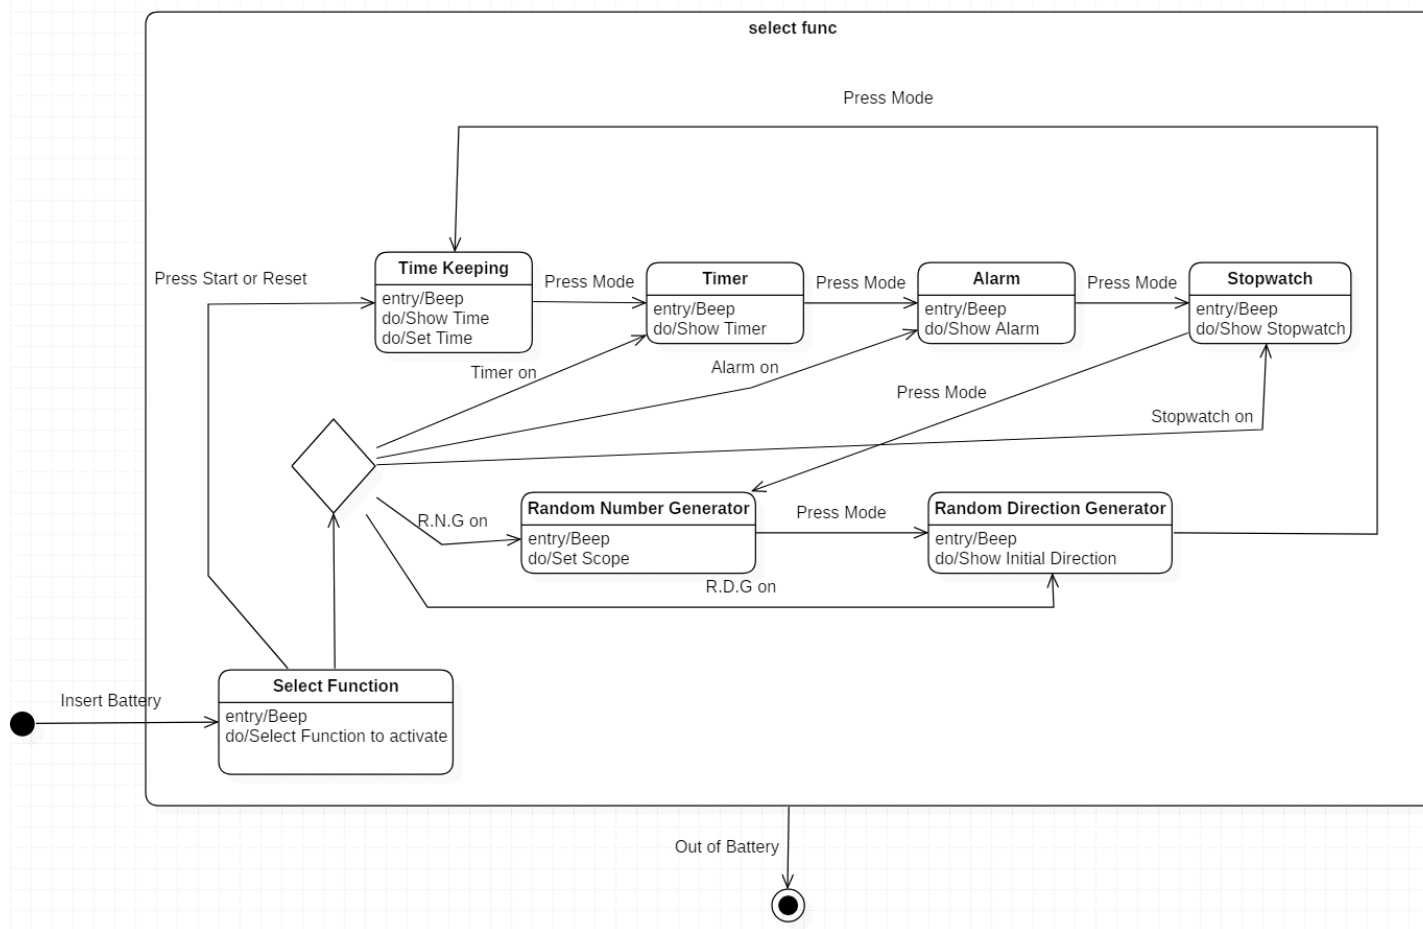 select func
Press Mode
Press Start or Reset
Time Keeping
entry/Beep
do/Show Time
do/Set Time
Press Mode
Timer
entry/Beep
do/Show Timer
Press Mode
Alarm
entry/Beep
do/Show Alarm
Press Mode
Stopwatch
entry/Beep
do/Show Stopwatch
Timer on
Alarm on
Press Mode
Stopwatch on
R.N.G on
Random Number Generator
entry/Beep
do/Set Scope
Press Mode
Random Direction Generator
entry/Beep
do/Show Initial Direction
R.D.G on
Insert Battery
Select Function
entry/Beep
do/Select Function to activate
Out of Battery